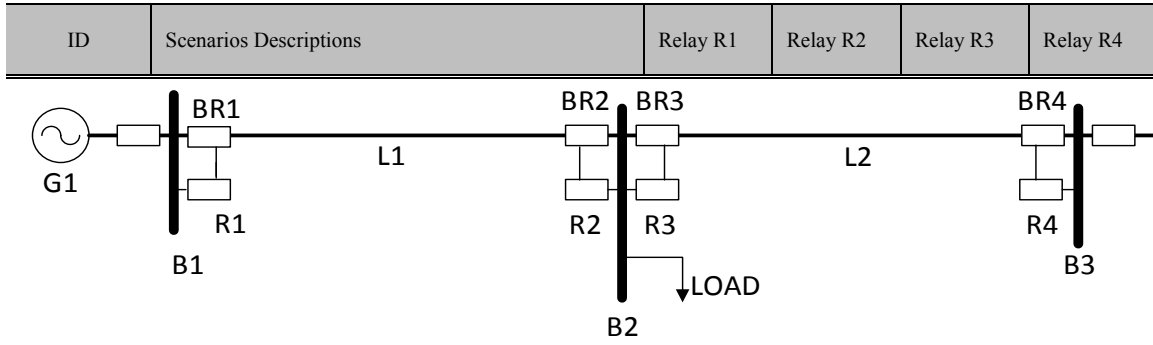 ID Scenarios Descriptions Relay R1 Relay R2 Relay R3 Relay R4
BR1 BR2 BR3 BR4
L1 L2
G1
R1 R2 R3 R4
B1 B3
LOAD
B2